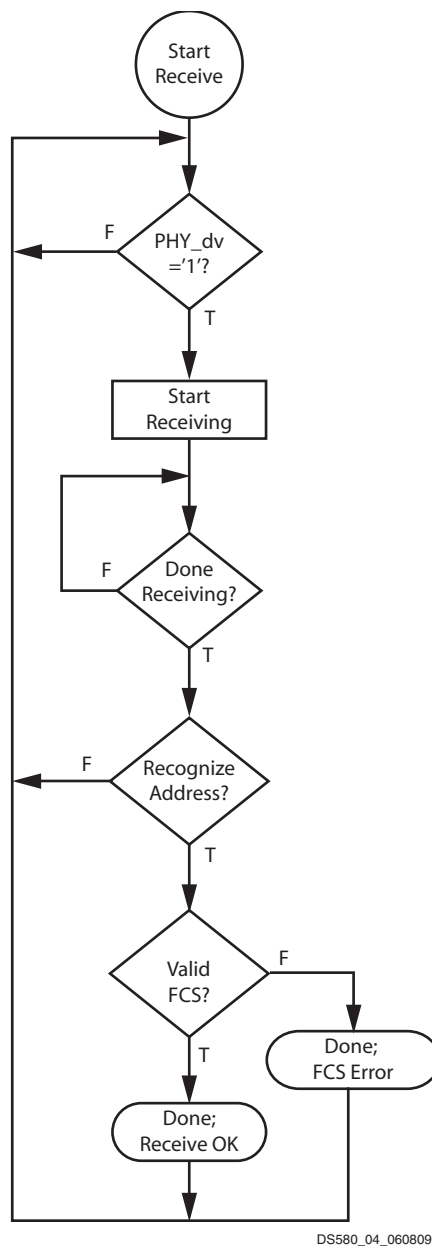 Start
Receive
F
PHY_dv
='1'?
T
Start
Receiving
F
Done
Receiving?
T
F
Recognize
Address?
T
F
Valid
FCS?
T
Done;
FCS Error
Done;
Receive OK
DS580_04_060809